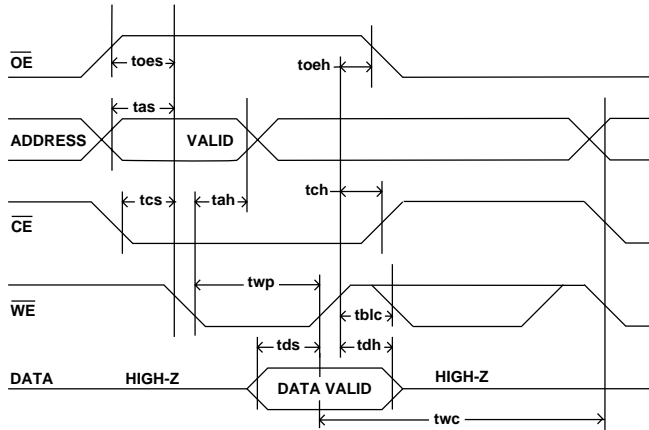 OE
toes
toeh
tas
ADDRESS
VALID
tcs
tah
tch
CE
twp
WE
tblc
tds
tdh
DATA
HIGH-Z
DATA VALID
HIGH-Z
twc